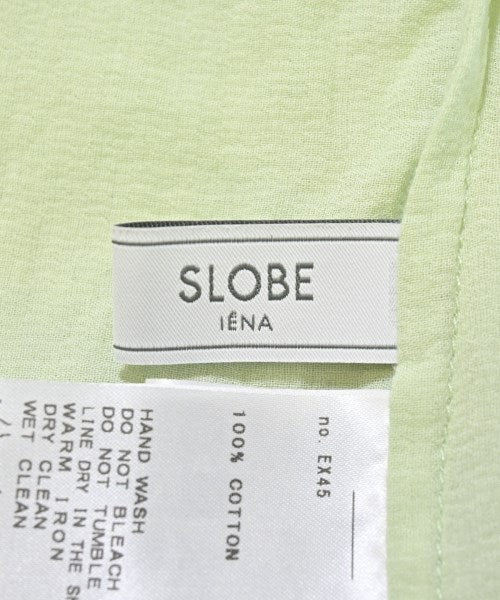 SLOBE
IÉNA
no. EX45
100% COTTON
HAND WASH
DO NOT BLEACH
DO NOT TUMBLE
LINE DRY IN THE
WARM IRON
DRY CLEAN
WET CLEAN